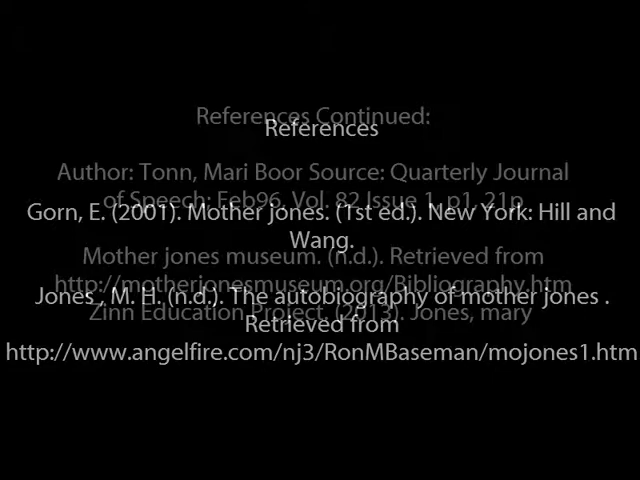 References Continued:
References
Author: Tonn, Mari Boor Source: Quarterly Journal
of Speech; Feb96, Vol. 82 Issue 1, p1, 21p
Gorn, E. (2001). Mother jones. (1st ed.). New York: Hill and
Wang.
Mother jones museum. (n.d.). Retrieved from
http://motherjonesmuseum.org/Bibliography.htm
Jones , M. H. (n.d.). The autobiography of mother jones .
Zinn Education Project. (2013). Jones, mary
Retrieved from
http://www.angelfire.com/nj3/RonMBaseman/mojones1.htm